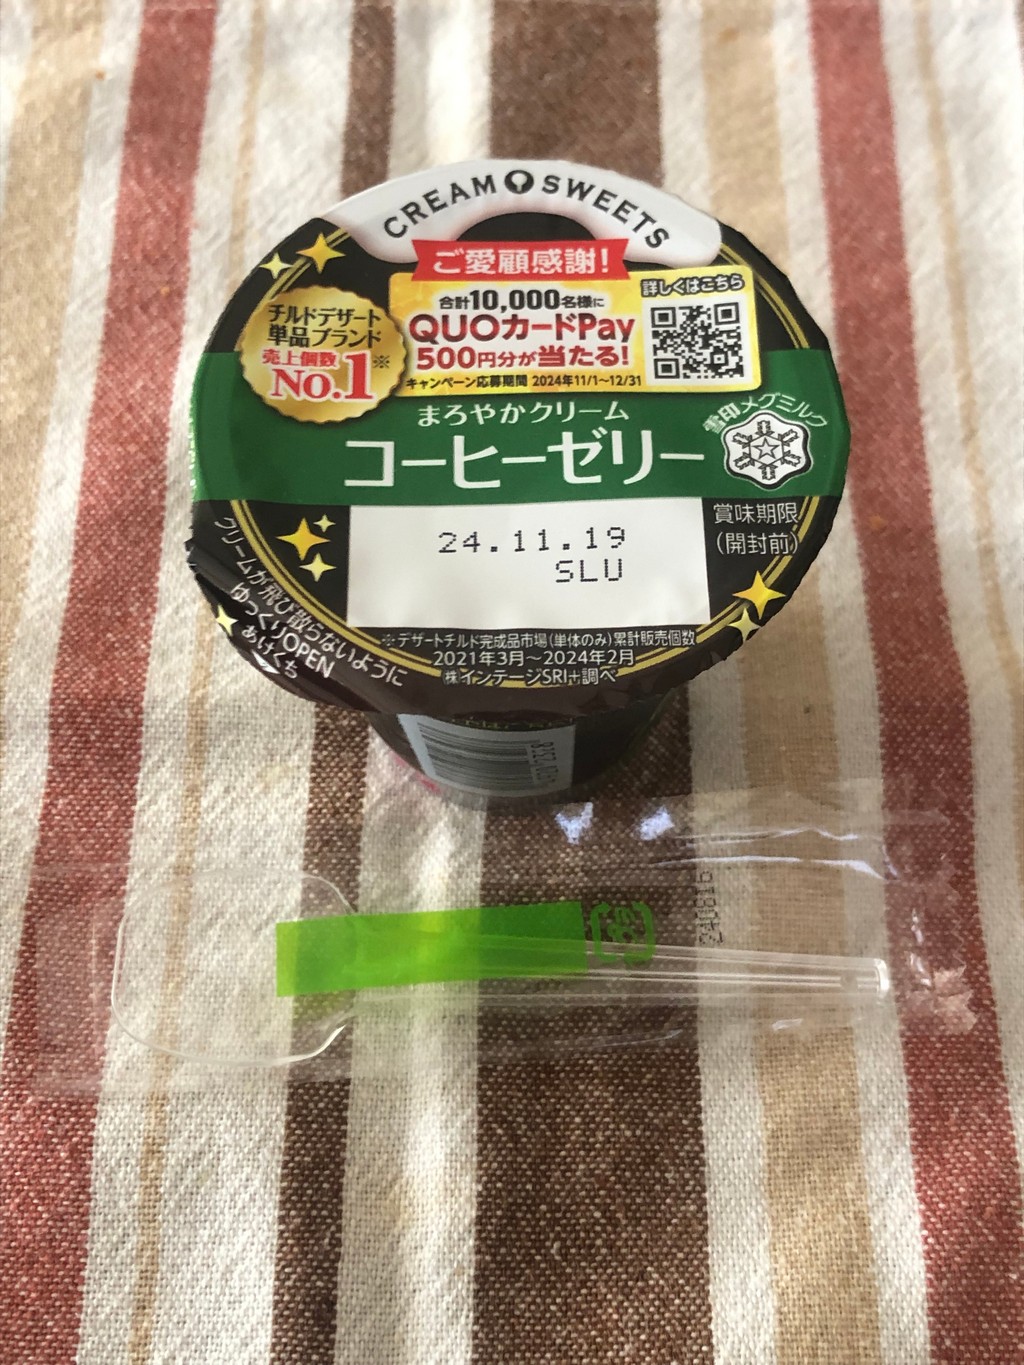 CREAM SWEETS
ご愛顧感謝!
詳しくはこちら
合計10,000名様に
QUOカードPay
500円分が当たる!
キャンペーン応募期間 2024年11/1〜12/31
チルドデザート
単品ブランド
売上個数※
No.1
まろやかクリーム
コーヒーゼリー
雪印メグミルク
24.11.19
SLU
賞味期限
(開封前)
クリームが飛び散らないように
ゆっくりOPEN
あけくち
※デザートチルド完成品市場(単体のみ)累計販売個数
2021年3月〜2024年2月
㈱インテージSRI+調べ
プラ